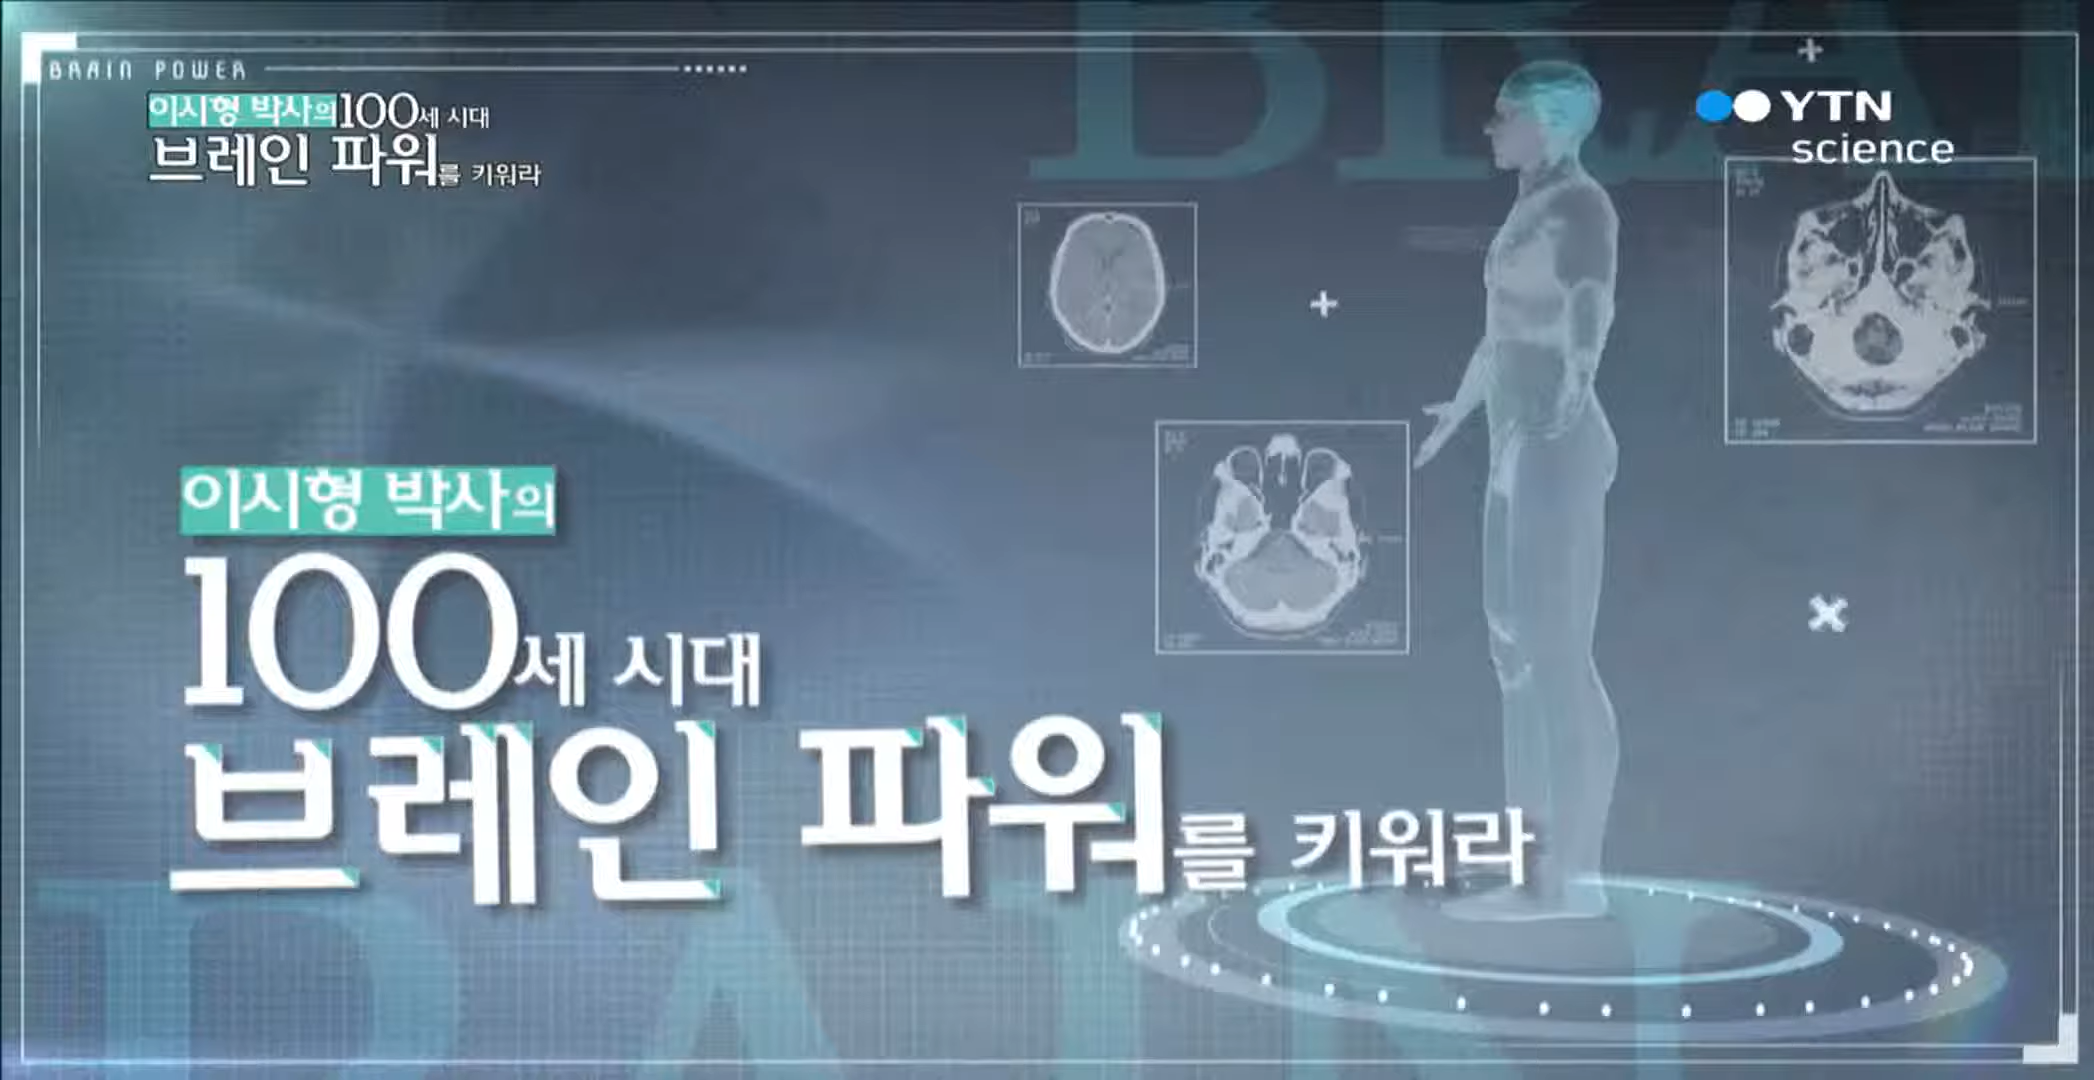 BRAIN POWER
이시형 박사의 100세 시대
브레인 파워를 키워라
YTN
science
이시형 박사의
100세 시대
브레인 파워를 키워라
BRAI
BRAIN